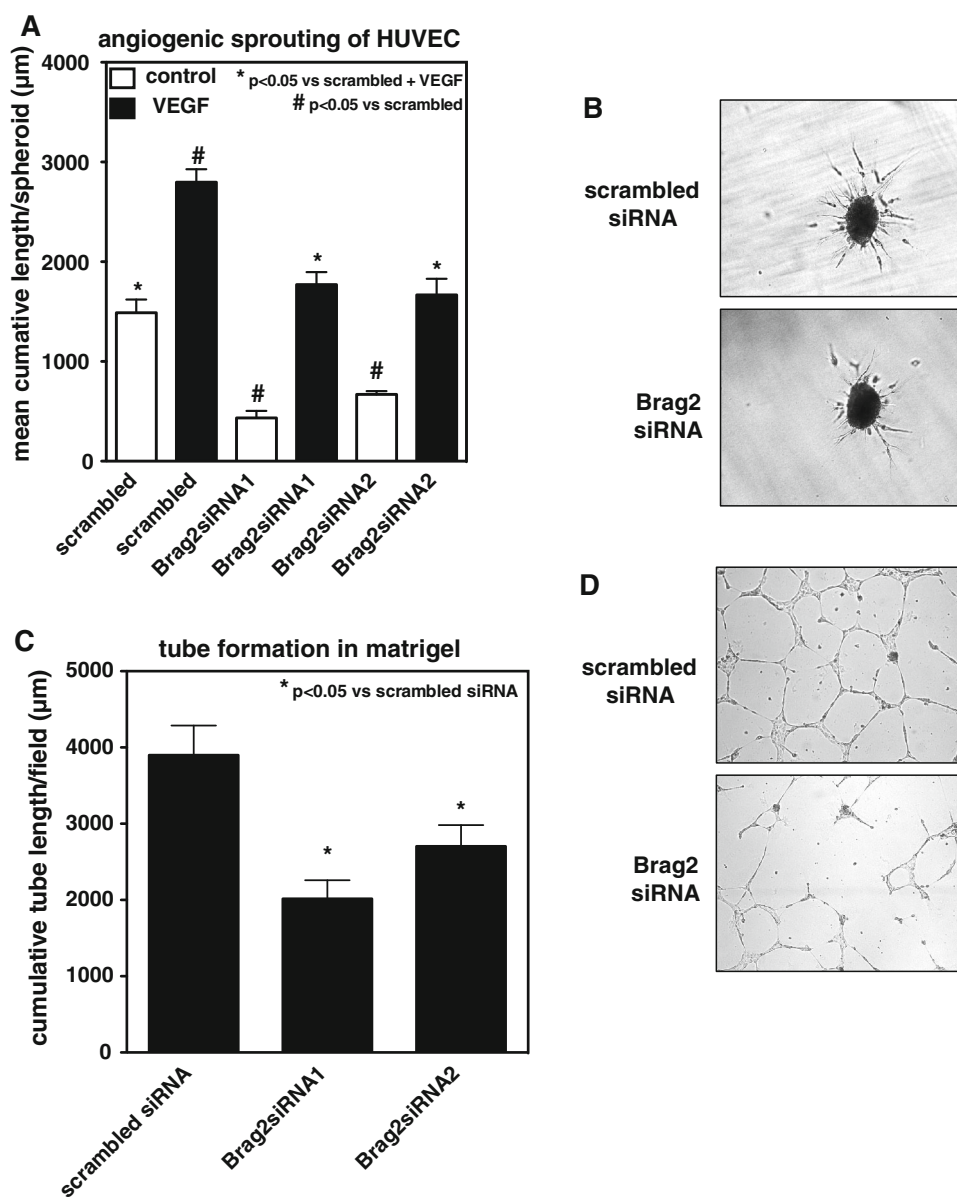 A
angiogenic sprouting of HUVEC
mean cumative length/spheroid (µm)
4000
3000
2000
1000
0
control
VEGF
* p<0.05 vs scrambled + VEGF
# p<0.05 vs scrambled
*
#
#
*
#
*
scrambled
scrambled
Brag2siRNA1
Brag2siRNA1
Brag2siRNA2
Brag2siRNA2
B
scrambled
siRNA
Brag2
siRNA
C
tube formation in matrigel
cumulative tube length/field (µm)
5000
4000
3000
2000
1000
0
* p<0.05 vs scrambled siRNA
*
*
scrambled siRNA
Brag2siRNA1
Brag2siRNA2
D
scrambled
siRNA
Brag2
siRNA